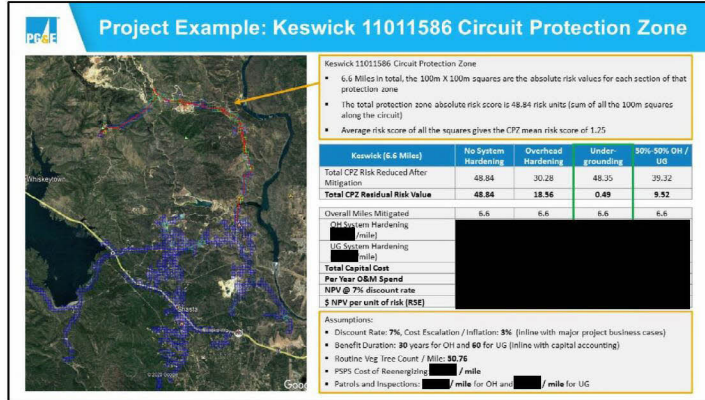 PG&E
Project Example: Keswick 11011586 Circuit Protection Zone
Keswick 11011586 Circuit Protection Zone
▪ 6.6 Miles in total, the 100m X 100m squares are the absolute risk values for each section of that
protection zone
▪ The total protection zone absolute risk score is 48.84 risk units (sum of all the 100m squares
along the circuit)
▪ Average risk score of all the squares gives the CPZ mean risk score of 1.25
Keswick (6.6 Miles) No System Hardening Overhead Hardening Under-grounding 50%-50% OH / UG
Total CPZ Risk Reduced After Mitigation 48.84 30.28 48.35 39.32
Total CPZ Residual Risk Value 48.84 18.56 0.49 9.52
Overall Miles Mitigated 6.6 6.6 6.6 6.6
OH System Hardening
/mile)
UG System Hardening
/mile)
Total Capital Cost
Per Year O&M Spend
NPV @ 7% discount rate
$ NPV per unit of risk (RSE)
Assumptions:
▪ Discount Rate: 7%, Cost Escalation / Inflation: 3% (Inline with major project business cases)
▪ Benefit Duration: 30 years for OH and 60 for UG (Inline with capital accounting)
▪ Routine Veg Tree Count / Mile: 50.76
▪ PSPS Cost of Reenergizing / mile
▪ Patrols and Inspections: / mile for OH and / mile for UG
Whiskeytown
Shasta
© 2020 Google
Goo